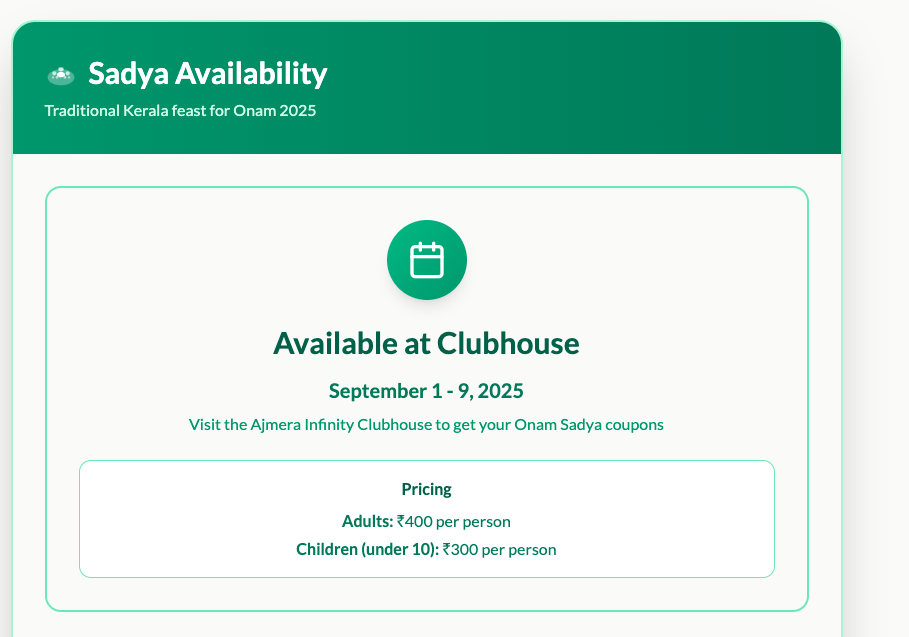 Sadya Availability
Traditional Kerala feast for Onam 2025
Available at Clubhouse
September 1 - 9, 2025
Visit the Ajmera Infinity Clubhouse to get your Onam Sadya coupons
Pricing
Adults: ₹400 per person
Children (under 10): ₹300 per person